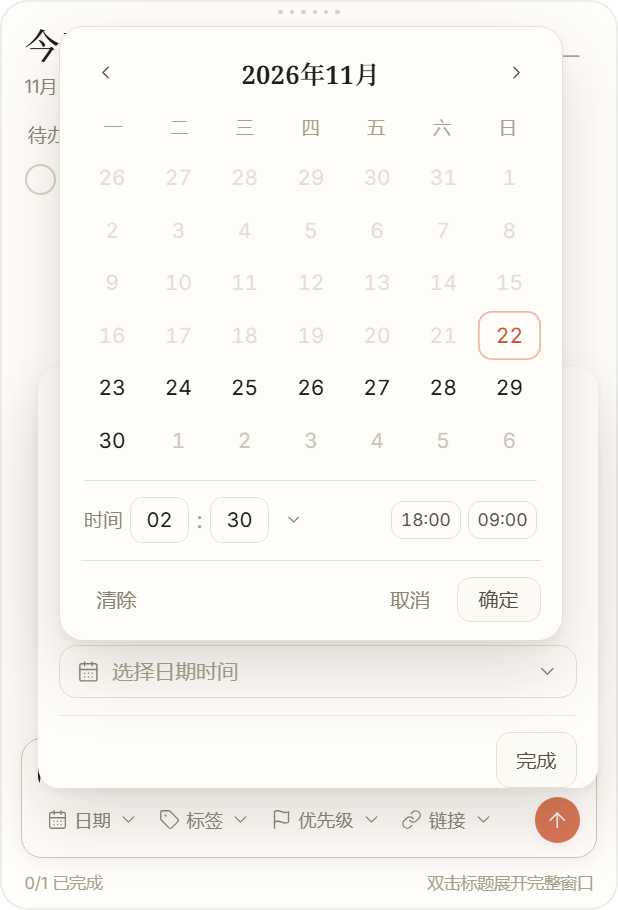 今
11月
2026年11月
一 二 三 四 五 六 日
待办
26 27 28 29 30 31 1
2 3 4 5 6 7 8
9 10 11 12 13 14 15
16 17 18 19 20 21 22
23 24 25 26 27 28 29
30 1 2 3 4 5 6
时间 02 : 30 18:00 09:00
清除 取消 确定
选择日期时间
完成
日期 标签 优先级 链接
0/1 已完成 双击标题展开完整窗口